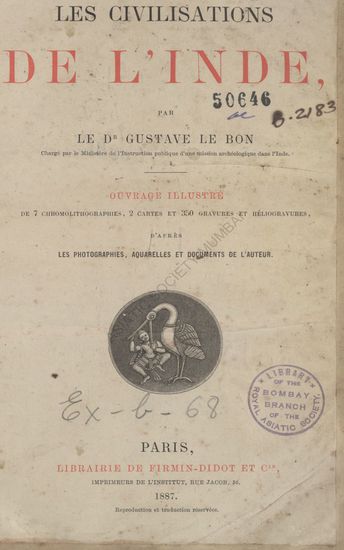 LES CIVILISATIONS
DE L'INDE,
PAR
50646
B.2183
LE Dr GUSTAVE LE BON
Chargé par le Ministère de l'Instruction publique d'une mission archéologique dans l'Inde.
OUVRAGE ILLUSTRÉ
DE 7 CHROMOLITHOGRAPHIES, 2 CARTES ET 350 GRAVURES ET HÉLIOGRAVURES,
D'APRÈS
LES PHOTOGRAPHIES, AQUARELLES ET DOCUMENTS DE L'AUTEUR.
ASIATIC SOCIETY MUMBAI
Ex-b-68
LIBRARY
OF THE
BOMBAY
BRANCH
OF THE
ROYAL ASIATIC SOCIETY.
PARIS,
LIBRAIRIE DE FIRMIN-DIDOT ET Cie,
IMPRIMEURS DE L'INSTITUT, RUE JACOB, 56.
1887.
Reproduction et traduction réservées.